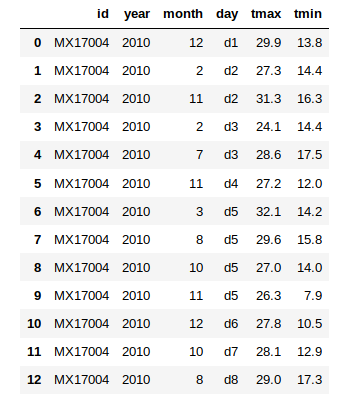 id year month day tmax tmin
0 MX17004 2010 12 d1 29.9 13.8
1 MX17004 2010 2 d2 27.3 14.4
2 MX17004 2010 11 d2 31.3 16.3
3 MX17004 2010 2 d3 24.1 14.4
4 MX17004 2010 7 d3 28.6 17.5
5 MX17004 2010 11 d4 27.2 12.0
6 MX17004 2010 3 d5 32.1 14.2
7 MX17004 2010 8 d5 29.6 15.8
8 MX17004 2010 10 d5 27.0 14.0
9 MX17004 2010 11 d5 26.3 7.9
10 MX17004 2010 12 d6 27.8 10.5
11 MX17004 2010 10 d7 28.1 12.9
12 MX17004 2010 8 d8 29.0 17.3